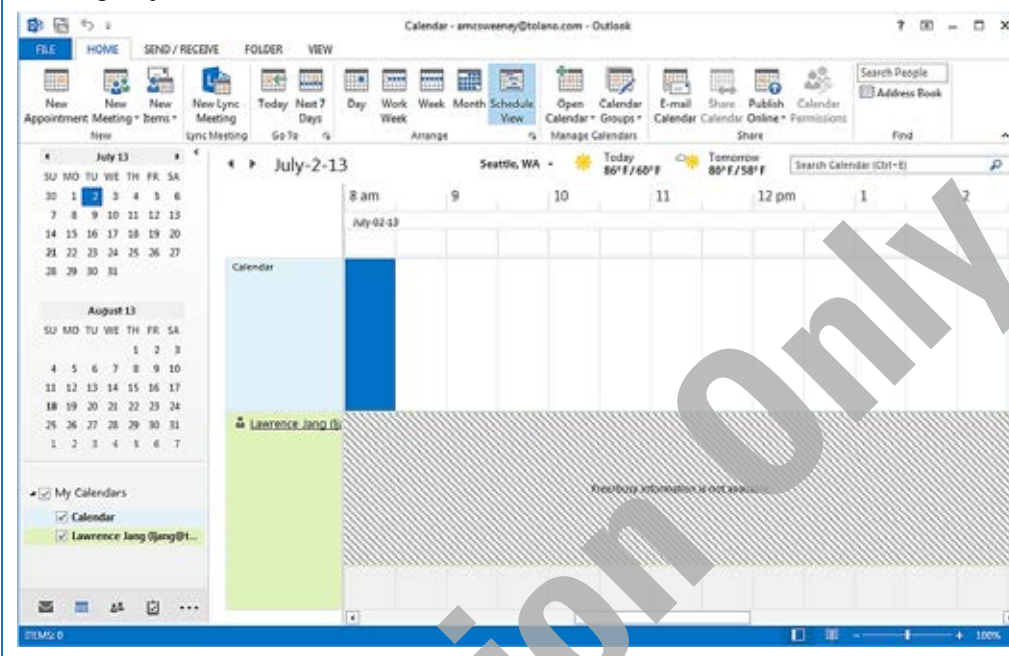 Calendar - amcsweeney@tolano.com - Outlook
FILE HOME SEND / RECEIVE FOLDER VIEW
New Appointment
New Meeting
New Items
New Lync Meeting
Today
Next 7 Days
Day
Work Week
Week
Month
Schedule View
Open Calendar
Calendar Groups
E-mail Calendar
Share Calendar
Publish Online
Calendar Permissions
Search People
Address Book
New
Lync Meeting
Go To
Arrange
Manage Calendars
Share
Find
July 13
SU MO TU WE TH FR SA
30 1 2 3 4 5 6
7 8 9 10 11 12 13
14 15 16 17 18 19 20
21 22 23 24 25 26 27
28 29 30 31
August 13
SU MO TU WE TH FR SA
1 2 3
4 5 6 7 8 9 10
11 12 13 14 15 16 17
18 19 20 21 22 23 24
25 26 27 28 29 30 31
1 2 3 4 5 6 7
My Calendars
Calendar
Lawrence Jang (ljang@t...
ITEMS: 0
July-2-13
Seattle, WA
Today
86°F/60°F
Tomorrow
80°F/58°F
Search Calendar (Ctrl+E)
8 am 9 10 11 12 pm 1 2
July-02-13
Calendar
Lawrence Jang (lj
Free/Busy information is not
100%
ion Only